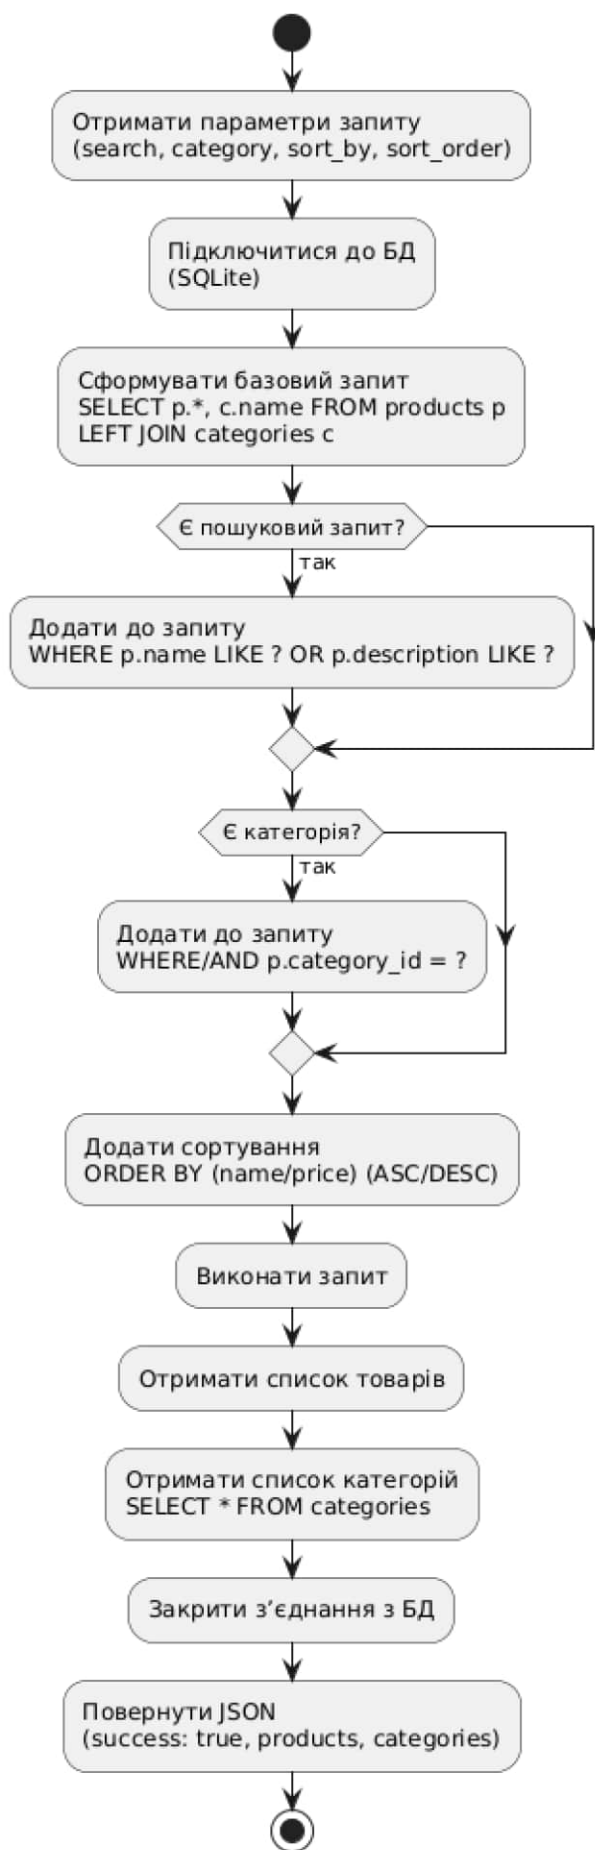 Отримати параметри запиту
(search, category, sort_by, sort_order)
Підключитися до БД
(SQLite)
Сформувати базовий запит
SELECT p.*, c.name FROM products p
LEFT JOIN categories c
Є пошуковий запит?
так
Додати до запиту
WHERE p.name LIKE ? OR p.description LIKE ?
Є категорія?
так
Додати до запиту
WHERE/AND p.category_id = ?
Додати сортування
ORDER BY (name/price) (ASC/DESC)
Виконати запит
Отримати список товарів
Отримати список категорій
SELECT * FROM categories
Закрити з’єднання з БД
Повернути JSON
(success: true, products, categories)